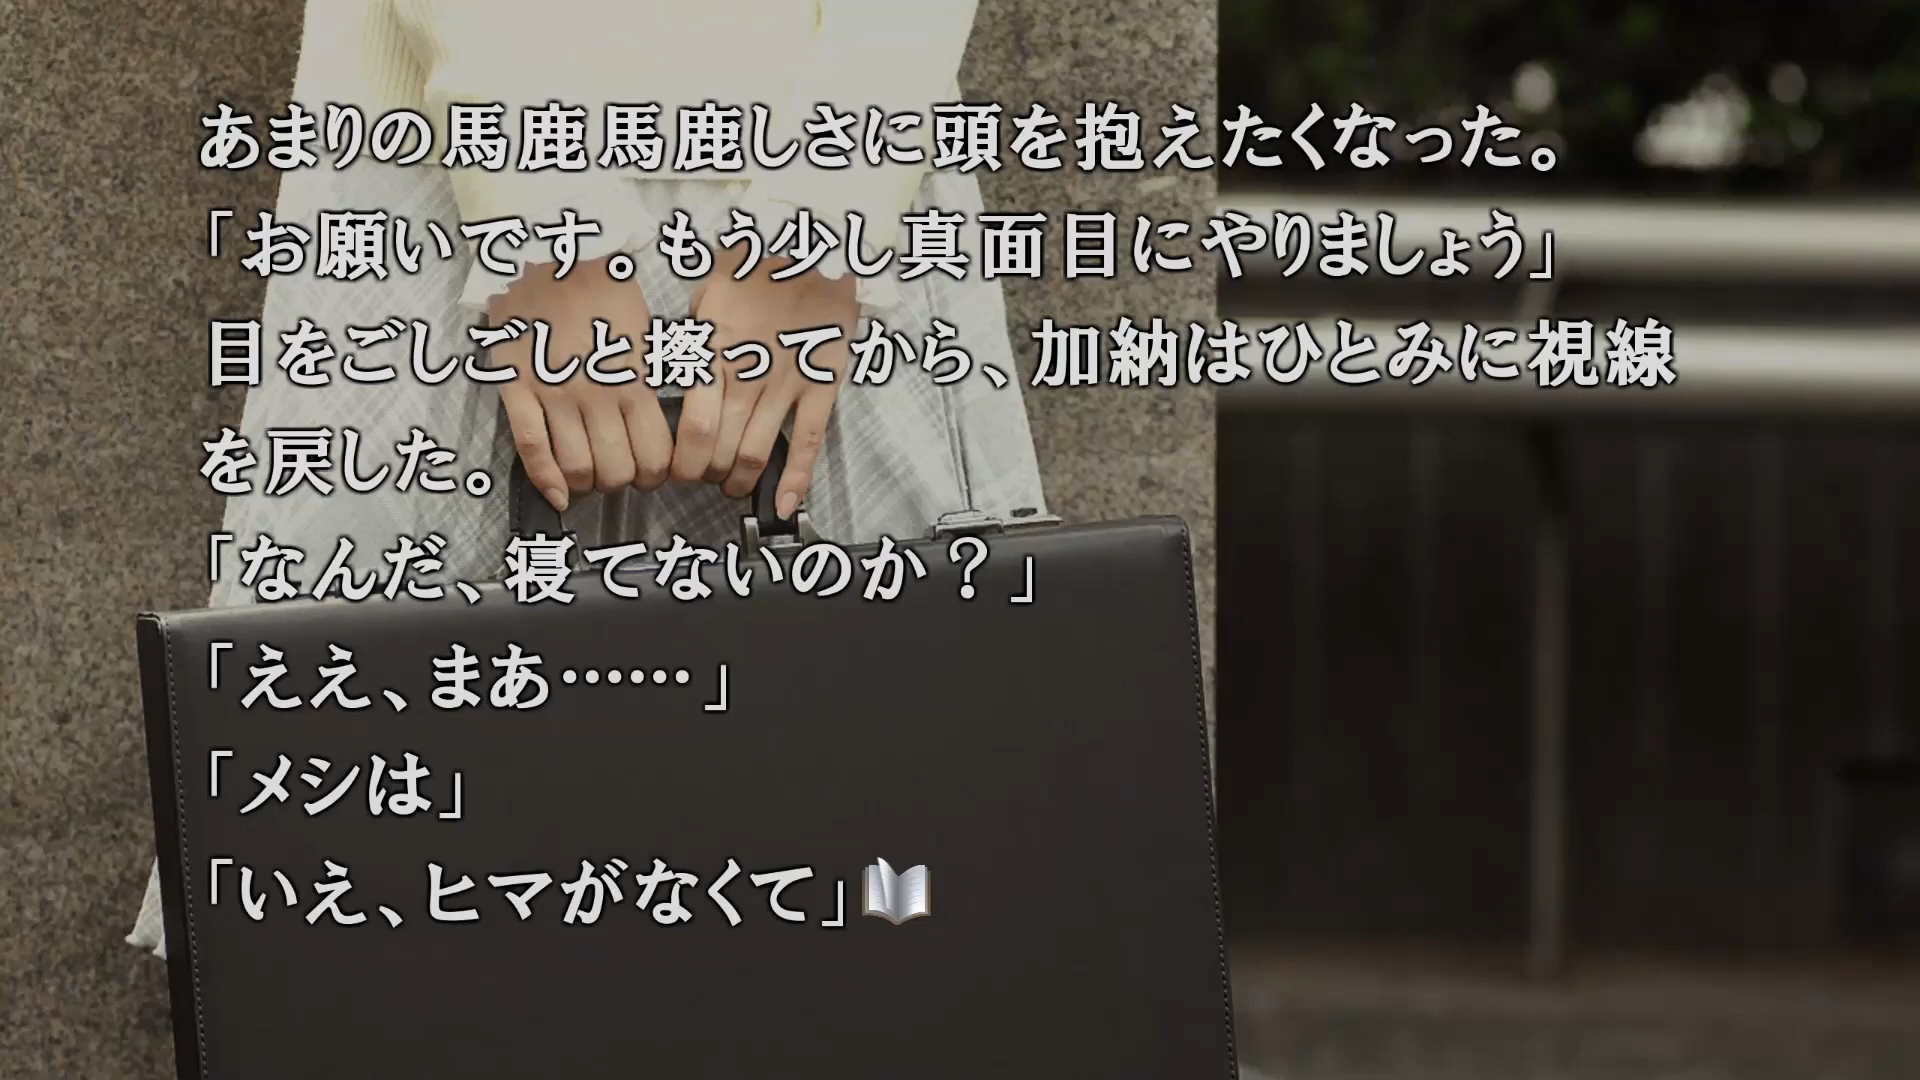 あまりの馬鹿馬鹿しさに頭を抱えたくなった。
「お願いです。もう少し真面目にやりましょう」
目をごしごしと擦ってから、加納はひとみに視線
を戻した。
「なんだ、寝てないのか？」
「ええ、まあ……」
「メシは」
「いえ、ヒマがなくて」